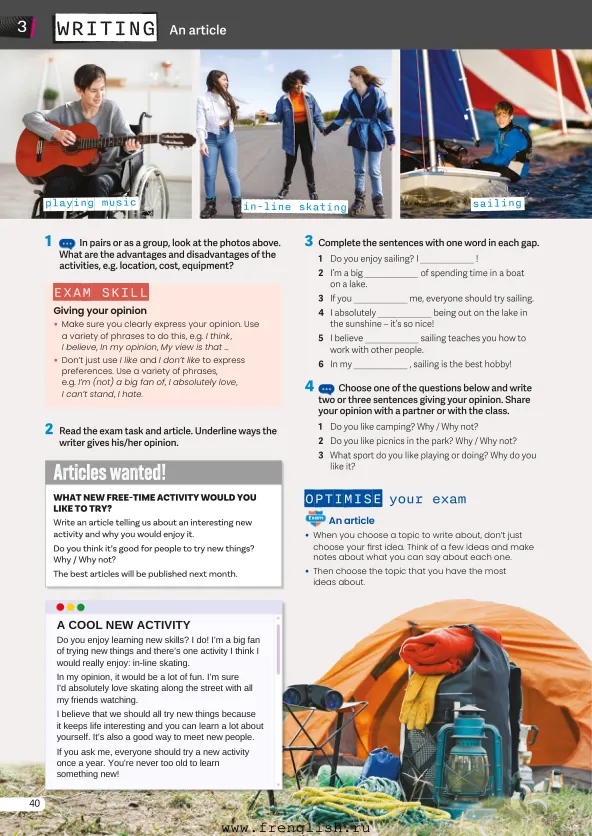 3
WRITING An article
playing music
in-line skating
sailing
1 In pairs or as a group, look at the photos above.
What are the advantages and disadvantages of the
activities, e.g. location, cost, equipment?
EXAM SKILL
Giving your opinion
• Make sure you clearly express your opinion. Use
a variety of phrases to do this, e.g. I think,
I believe, In my opinion, My view is that ...
• Don't just use I like and I don't like to express
preferences. Use a variety of phrases,
e.g. I'm (not) a big fan of, I absolutely love,
I can't stand, I hate.
2 Read the exam task and article. Underline ways the
writer gives his/her opinion.
Articles wanted!
WHAT NEW FREE-TIME ACTIVITY WOULD YOU
LIKE TO TRY?
Write an article telling us about an interesting new
activity and why you would enjoy it.
Do you think it's good for people to try new things?
Why / Why not?
The best articles will be published next month.
A COOL NEW ACTIVITY
Do you enjoy learning new skills? I do! I'm a big fan
of trying new things and there's one activity I think I
would really enjoy: in-line skating.
In my opinion, it would be a lot of fun. I'm sure
I'd absolutely love skating along the street with all
my friends watching.
I believe that we should all try new things because
it keeps life interesting and you can learn a lot about
yourself. It's also a good way to meet new people.
If you ask me, everyone should try a new activity
once a year. You're never too old to learn
something new!
3 Complete the sentences with one word in each gap.
1 Do you enjoy sailing? I ___________ !
2 I'm a big ___________ of spending time in a boat
on a lake.
3 If you ___________ me, everyone should try sailing.
4 I absolutely ___________ being out on the lake in
the sunshine – it's so nice!
5 I believe ___________ sailing teaches you how to
work with other people.
6 In my ___________ , sailing is the best hobby!
4 Choose one of the questions below and write
two or three sentences giving your opinion. Share
your opinion with a partner or with the class.
1 Do you like camping? Why / Why not?
2 Do you like picnics in the park? Why / Why not?
3 What sport do you like playing or doing? Why do you
like it?
OPTIMISE your exam
Exam An article
• When you choose a topic to write about, don't just
choose your first idea. Think of a few ideas and make
notes about what you can say about each one.
• Then choose the topic that you have the most
ideas about.
40
www.frenglish.ru